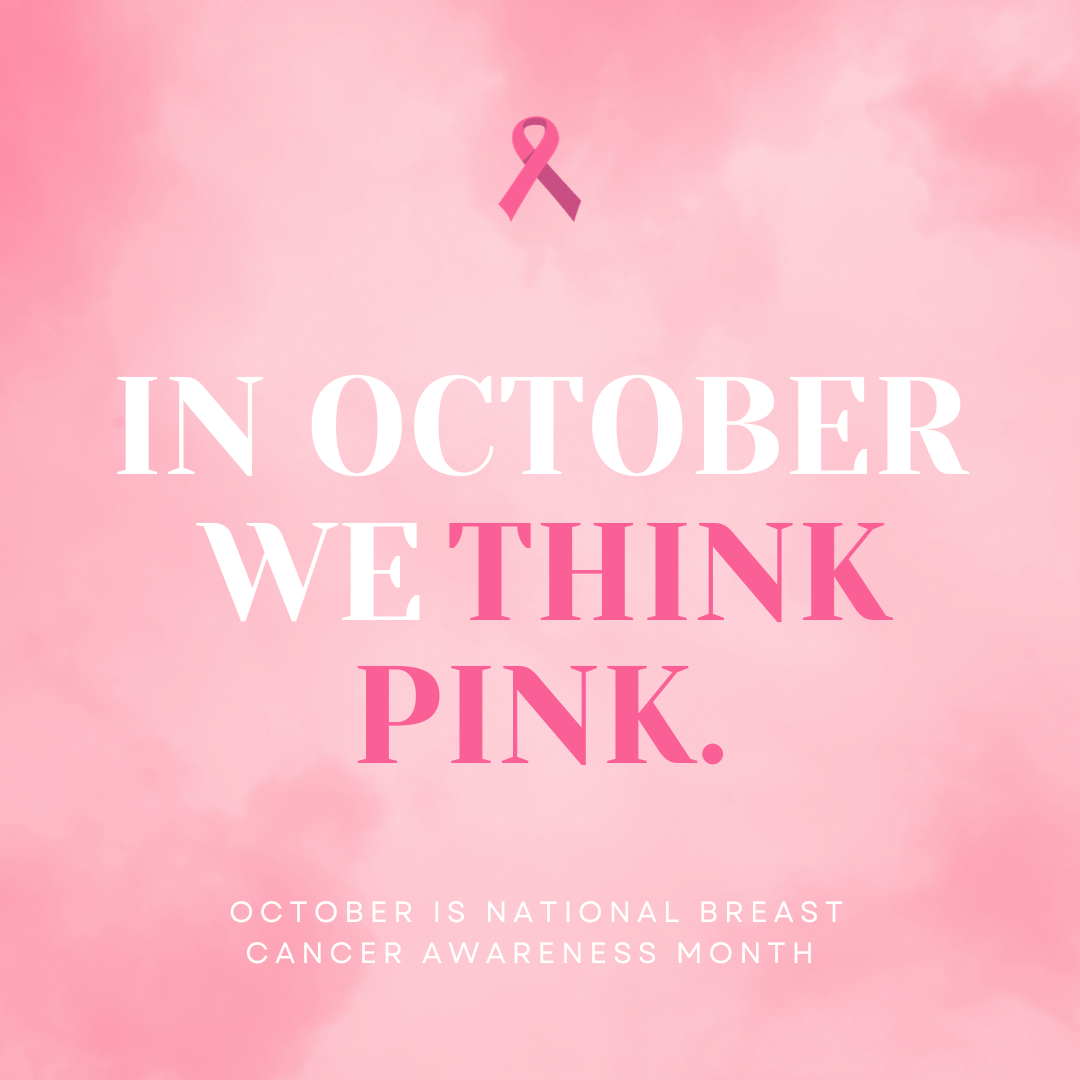 IN OCTOBER
WE THINK
PINK.
OCTOBER IS NATIONAL BREAST
CANCER AWARENESS MONTH